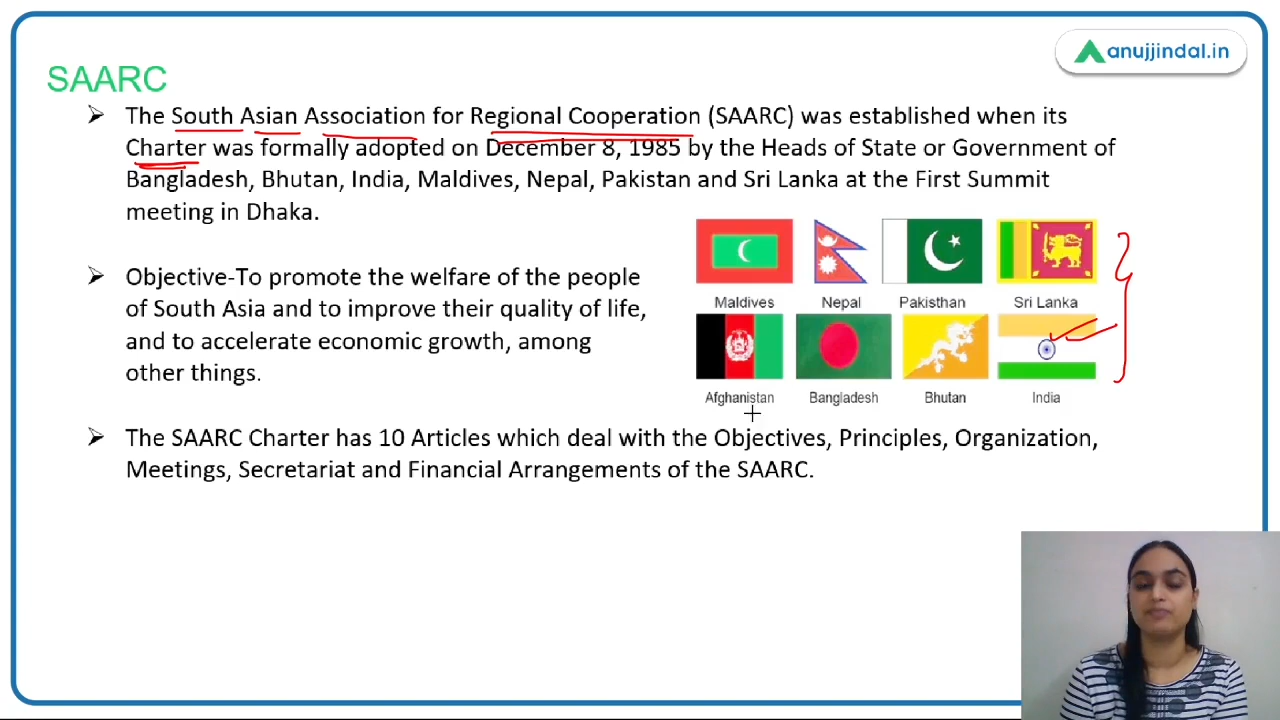 anujjindal.in
SAARC
➢ The South Asian Association for Regional Cooperation (SAARC) was established when its
Charter was formally adopted on December 8, 1985 by the Heads of State or Government of
Bangladesh, Bhutan, India, Maldives, Nepal, Pakistan and Sri Lanka at the First Summit
meeting in Dhaka.
➢ Objective-To promote the welfare of the people
of South Asia and to improve their quality of life,
and to accelerate economic growth, among
other things.
Maldives Nepal Pakisthan Sri Lanka
Afghanistan Bangladesh Bhutan India
➢ The SAARC Charter has 10 Articles which deal with the Objectives, Principles, Organization,
Meetings, Secretariat and Financial Arrangements of the SAARC.